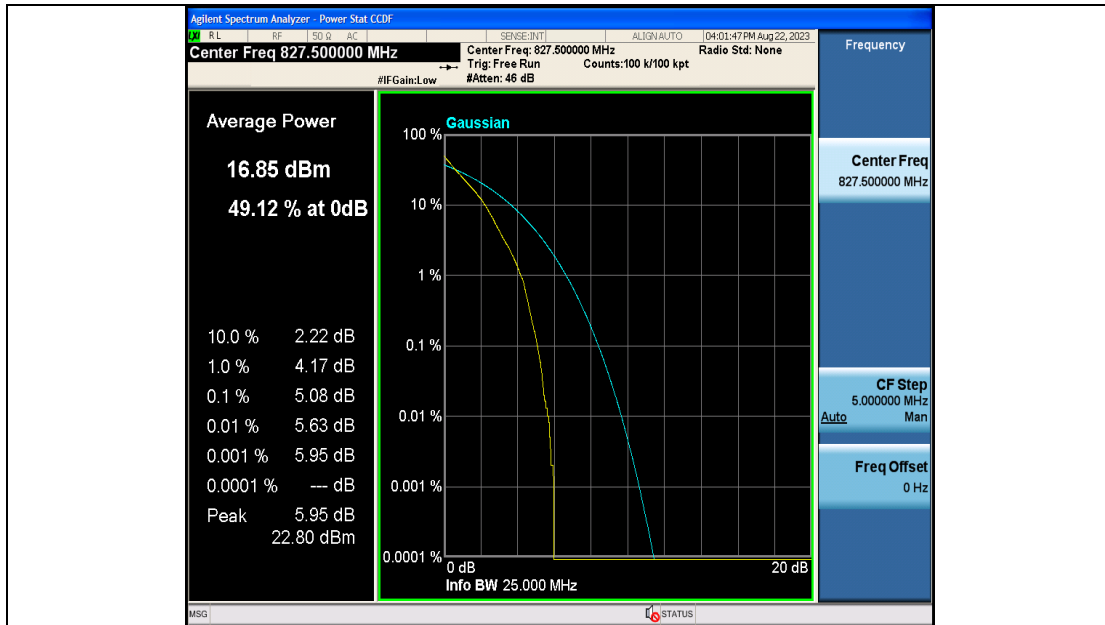 Agilent Spectrum Analyzer - Power Stat CCDF
LXI RL RF 50 Ω AC SENSE:INT ALIGN AUTO 04:01:47 PM Aug 22, 2023
Center Freq 827.500000 MHz
Center Freq: 827.500000 MHz Radio Std: None
Trig: Free Run Counts:100 k/100 kpt
#IFGain:Low #Atten: 46 dB
Frequency
Average Power
16.85 dBm
49.12 % at 0dB
10.0 % 2.22 dB
1.0 % 4.17 dB
0.1 % 5.08 dB
0.01 % 5.63 dB
0.001 % 5.95 dB
0.0001 % --- dB
Peak 5.95 dB
22.80 dBm
Gaussian
100 %
10 %
1 %
0.1 %
0.01 %
0.001 %
0.0001 %
0 dB 20 dB
Info BW 25.000 MHz
Center Freq
827.500000 MHz
CF Step
5.000000 MHz
Auto Man
Freq Offset
0 Hz
MSG STATUS